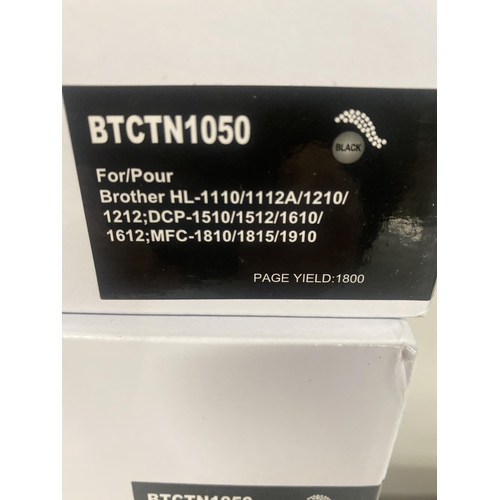 BTCTN1050
BLACK
For/Pour
Brother HL-1110/1112A/1210/
1212;DCP-1510/1512/1610/
1612;MFC-1810/1815/1910
PAGE YIELD:1800
BTCTN1050